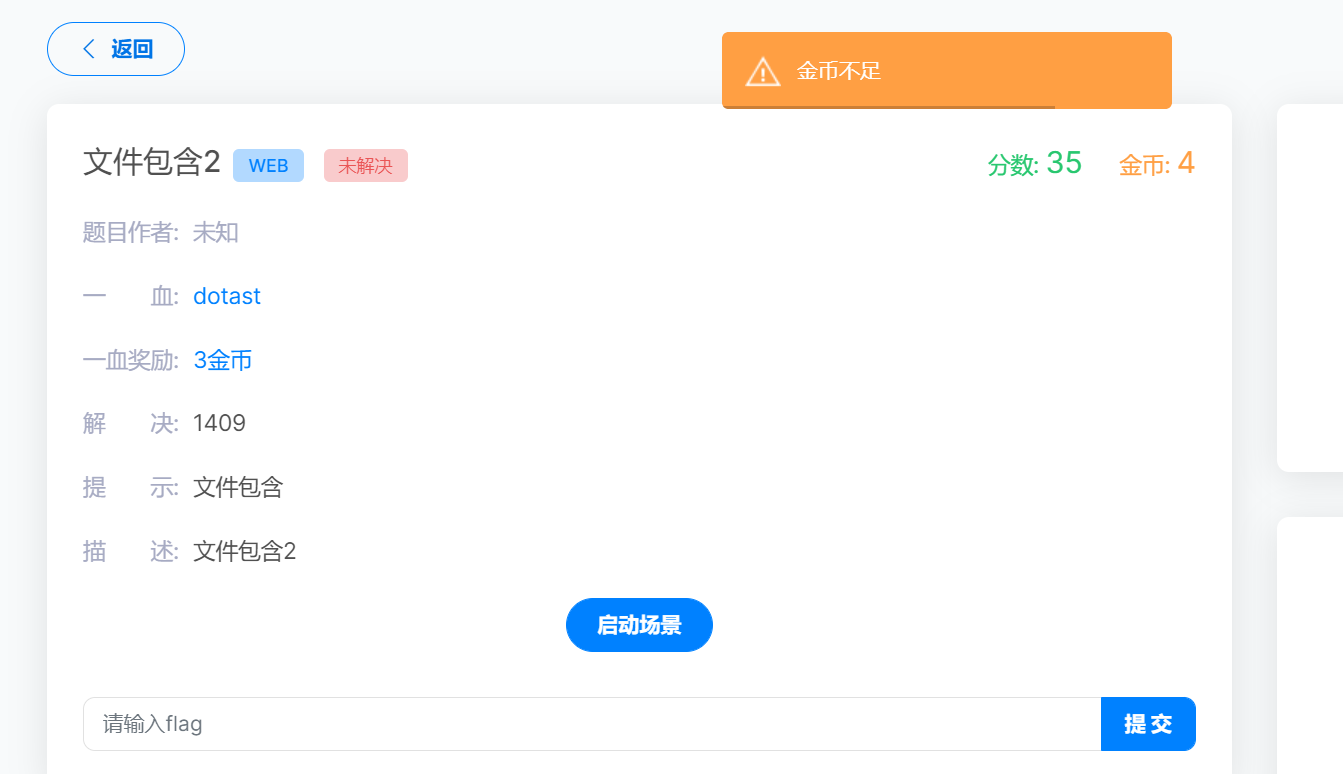 返回
金币不足
文件包含2 WEB 未解决 分数: 35 金币: 4
题目作者: 未知
一 血: dotast
一血奖励: 3金币
解 决: 1409
提 示: 文件包含
描 述: 文件包含2
启动场景
请输入flag 提交